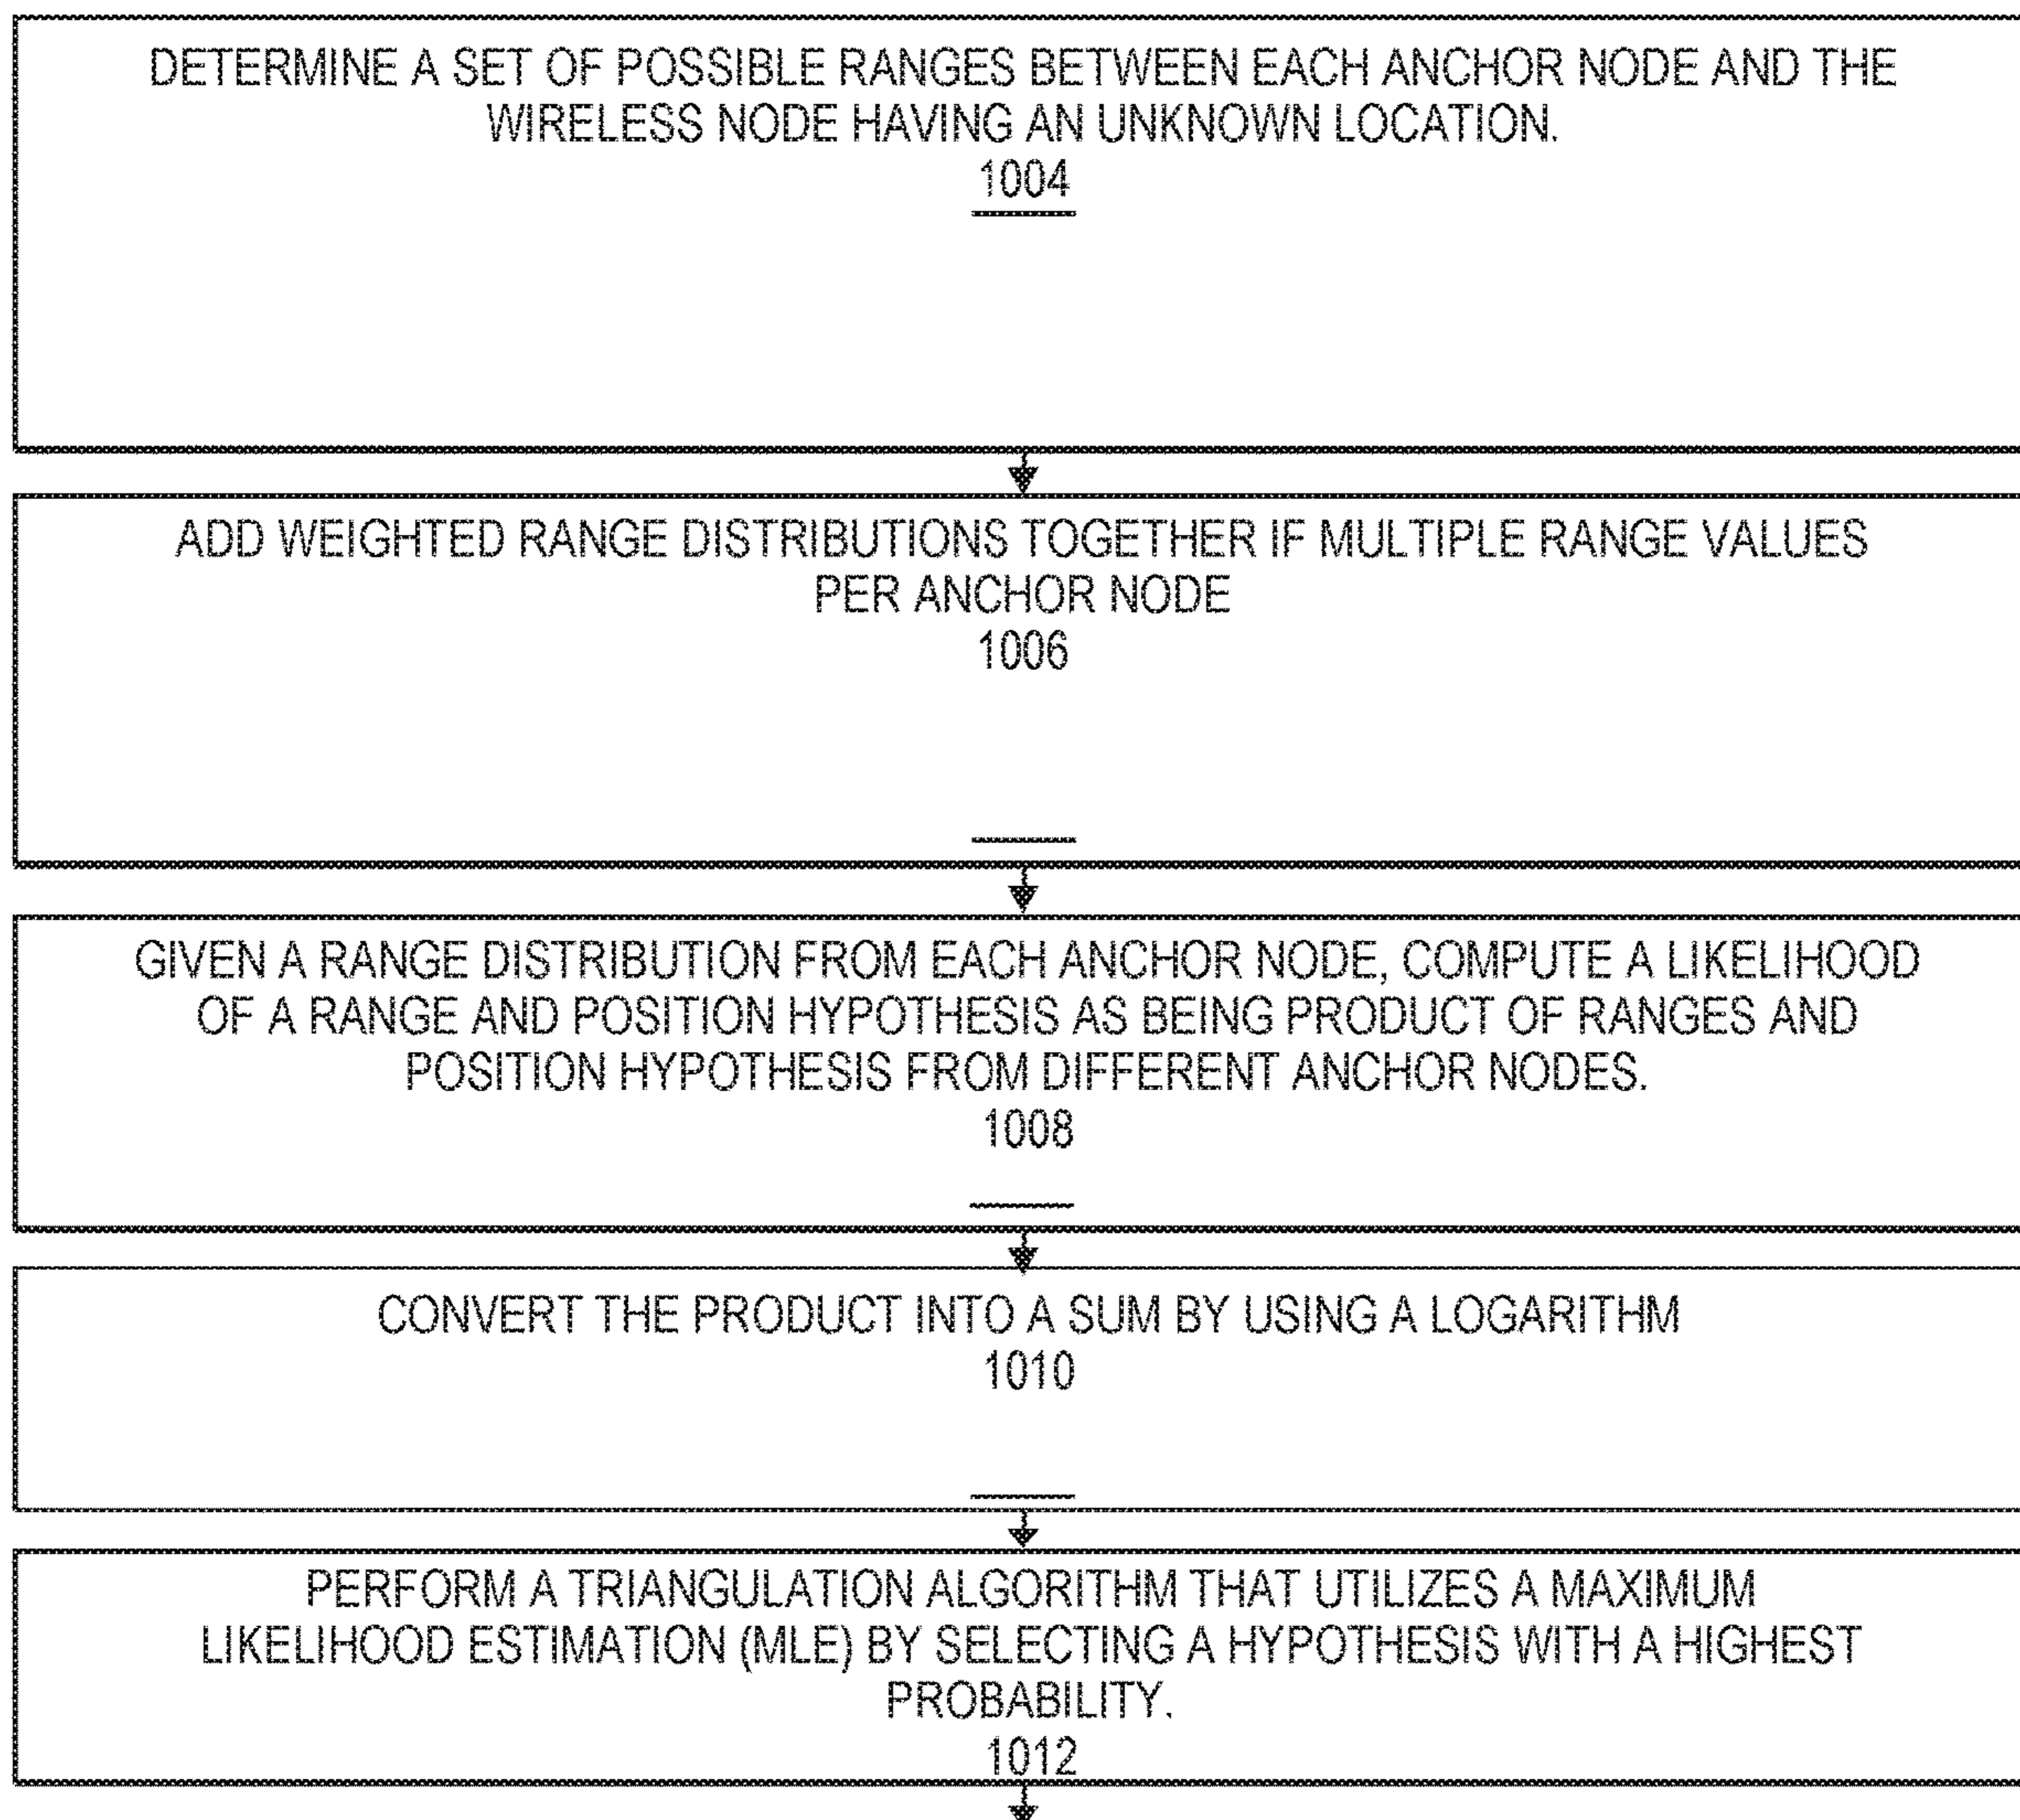 DETERMINE A SET OF POSSIBLE RANGES BETWEEN EACH ANCHOR NODE AND THE
WIRELESS NODE HAVING AN UNKNOWN LOCATION.
1004
ADD WEIGHTED RANGE DISTRIBUTIONS TOGETHER IF MULTIPLE RANGE VALUES
PER ANCHOR NODE
1006
GIVEN A RANGE DISTRIBUTION FROM EACH ANCHOR NODE, COMPUTE A LIKELIHOOD
OF A RANGE AND POSITION HYPOTHESIS AS BEING PRODUCT OF RANGES AND
POSITION HYPOTHESIS FROM DIFFERENT ANCHOR NODES.
1008
CONVERT THE PRODUCT INTO A SUM BY USING A LOGARITHM
1010
PERFORM A TRIANGULATION ALGORITHM THAT UTILIZES A MAXIMUM
LIKELIHOOD ESTIMATION (MLE) BY SELECTING A HYPOTHESIS WITH A HIGHEST
PROBABILITY.
1012